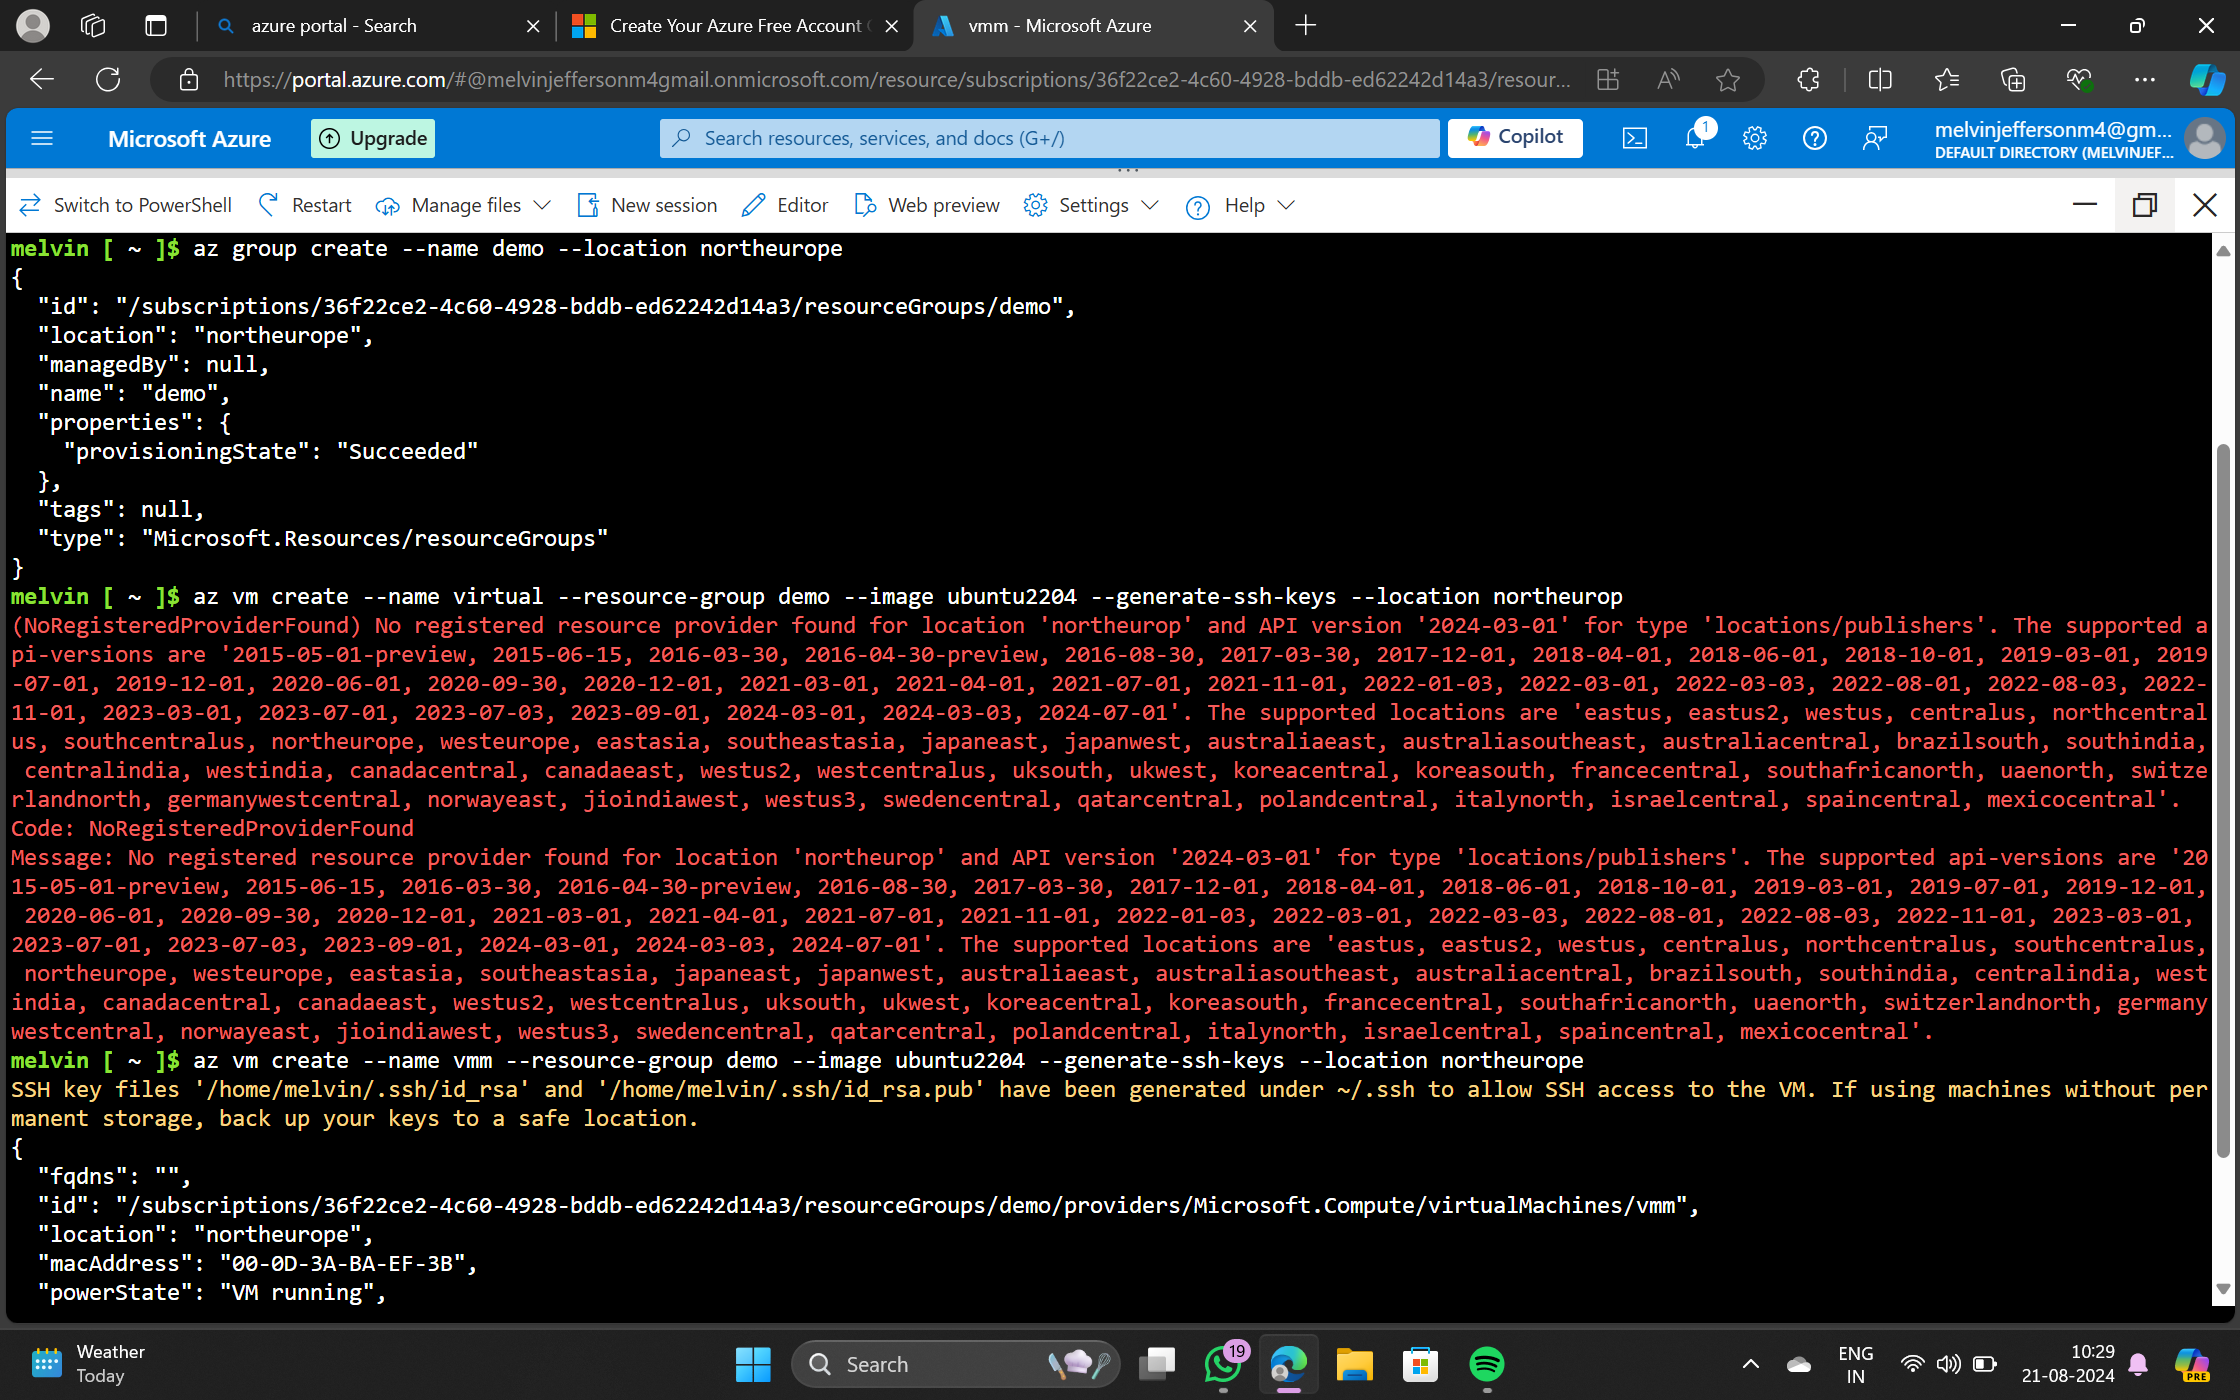 azure portal - Search
Create Your Azure Free Account
vmm - Microsoft Azure
https://portal.azure.com/#@melvinjeffersonm4gmail.onmicrosoft.com/resource/subscriptions/36f22ce2-4c60-4928-bddb-ed62242d14a3/resour...
Microsoft Azure
Upgrade
Search resources, services, and docs (G+/)
Copilot
1
melvinjeffersonm4@gm...
DEFAULT DIRECTORY (MELVINJEF...
Switch to PowerShell
Restart
Manage files
New session
Editor
Web preview
Settings
Help
melvin [ ~ ]$ az group create --name demo --location northeurope
{
"id": "/subscriptions/36f22ce2-4c60-4928-bddb-ed62242d14a3/resourceGroups/demo",
"location": "northeurope",
"managedBy": null,
"name": "demo",
"properties": {
"provisioningState": "Succeeded"
},
"tags": null,
"type": "Microsoft.Resources/resourceGroups"
}
melvin [ ~ ]$ az vm create --name virtual --resource-group demo --image ubuntu2204 --generate-ssh-keys --location northeurop
(NoRegisteredProviderFound) No registered resource provider found for location 'northeurop' and API version '2024-03-01' for type 'locations/publishers'. The supported a
pi-versions are '2015-05-01-preview, 2015-06-15, 2016-03-30, 2016-04-30-preview, 2016-08-30, 2017-03-30, 2017-12-01, 2018-04-01, 2018-06-01, 2018-10-01, 2019-03-01, 2019
-07-01, 2019-12-01, 2020-06-01, 2020-09-30, 2020-12-01, 2021-03-01, 2021-04-01, 2021-07-01, 2021-11-01, 2022-01-03, 2022-03-01, 2022-03-03, 2022-08-01, 2022-08-03, 2022-
11-01, 2023-03-01, 2023-07-01, 2023-07-03, 2023-09-01, 2024-03-01, 2024-03-03, 2024-07-01'. The supported locations are 'eastus, eastus2, westus, centralus, northcentral
us, southcentralus, northeurope, westeurope, eastasia, southeastasia, japaneast, japanwest, australiaeast, australiasoutheast, australiacentral, brazilsouth, southindia,
centralindia, westindia, canadacentral, canadaeast, westus2, westcentralus, uksouth, ukwest, koreacentral, koreasouth, francecentral, southafricanorth, uaenorth, switze
rlandnorth, germanywestcentral, norwayeast, jioindiawest, westus3, swedencentral, qatarcentral, polandcentral, italynorth, israelcentral, spaincentral, mexicocentral'.
Code: NoRegisteredProviderFound
Message: No registered resource provider found for location 'northeurop' and API version '2024-03-01' for type 'locations/publishers'. The supported api-versions are '20
15-05-01-preview, 2015-06-15, 2016-03-30, 2016-04-30-preview, 2016-08-30, 2017-03-30, 2017-12-01, 2018-04-01, 2018-06-01, 2018-10-01, 2019-03-01, 2019-07-01, 2019-12-01,
2020-06-01, 2020-09-30, 2020-12-01, 2021-03-01, 2021-04-01, 2021-07-01, 2021-11-01, 2022-01-03, 2022-03-01, 2022-03-03, 2022-08-01, 2022-08-03, 2022-11-01, 2023-03-01,
2023-07-01, 2023-07-03, 2023-09-01, 2024-03-01, 2024-03-03, 2024-07-01'. The supported locations are 'eastus, eastus2, westus, centralus, northcentralus, southcentralus,
northeurope, westeurope, eastasia, southeastasia, japaneast, japanwest, australiaeast, australiasoutheast, australiacentral, brazilsouth, southindia, centralindia, west
india, canadacentral, canadaeast, westus2, westcentralus, uksouth, ukwest, koreacentral, koreasouth, francecentral, southafricanorth, uaenorth, switzerlandnorth, germany
westcentral, norwayeast, jioindiawest, westus3, swedencentral, qatarcentral, polandcentral, italynorth, israelcentral, spaincentral, mexicocentral'.
melvin [ ~ ]$ az vm create --name vmm --resource-group demo --image ubuntu2204 --generate-ssh-keys --location northeurope
SSH key files '/home/melvin/.ssh/id_rsa' and '/home/melvin/.ssh/id_rsa.pub' have been generated under ~/.ssh to allow SSH access to the VM. If using machines without per
manent storage, back up your keys to a safe location.
{
"fqdns": "",
"id": "/subscriptions/36f22ce2-4c60-4928-bddb-ed62242d14a3/resourceGroups/demo/providers/Microsoft.Compute/virtualMachines/vmm",
"location": "northeurope",
"macAddress": "00-0D-3A-BA-EF-3B",
"powerState": "VM running",
Weather
Today
Search
19
ENG
IN
10:29
21-08-2024
PRE